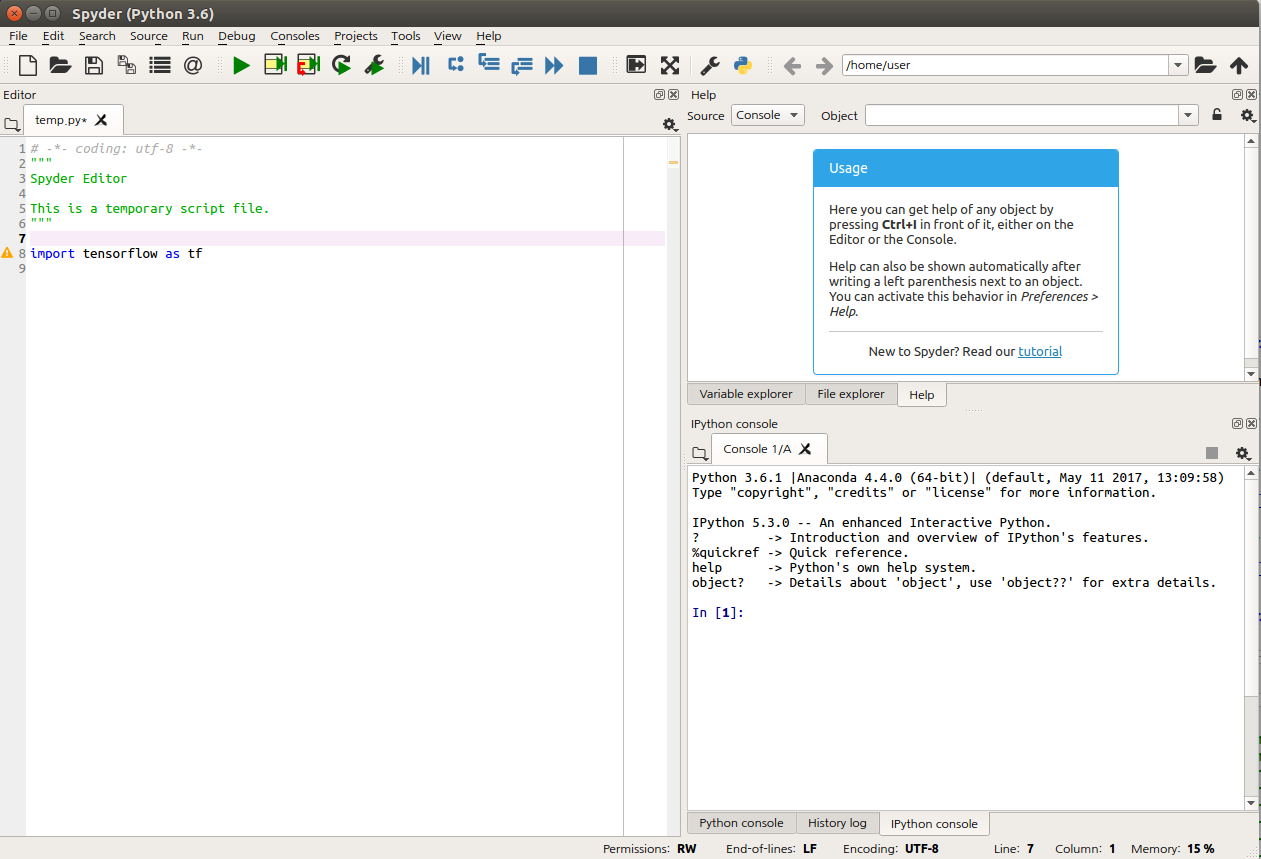 Spyder (Python 3.6)
File Edit Search Source Run Debug Consoles Projects Tools View Help
/home/user
Editor
temp.py*
1 # -*- coding: utf-8 -*-
2 """
3 Spyder Editor
4
5 This is a temporary script file.
6 """
7
8 import tensorflow as tf
9
Help
Source Console Object
Usage
Here you can get help of any object by
pressing Ctrl+I in front of it, either on the
Editor or the Console.
Help can also be shown automatically after
writing a left parenthesis next to an object.
You can activate this behavior in Preferences >
Help.
New to Spyder? Read our tutorial
Variable explorer File explorer Help
IPython console
Console 1/A
Python 3.6.1 |Anaconda 4.4.0 (64-bit)| (default, May 11 2017, 13:09:58)
Type "copyright", "credits" or "license" for more information.
IPython 5.3.0 -- An enhanced Interactive Python.
? -> Introduction and overview of IPython's features.
%quickref -> Quick reference.
help -> Python's own help system.
object? -> Details about 'object', use 'object??' for extra details.
In [1]:
Python console History log IPython console
Permissions: RW End-of-lines: LF Encoding: UTF-8 Line: 7 Column: 1 Memory: 15 %